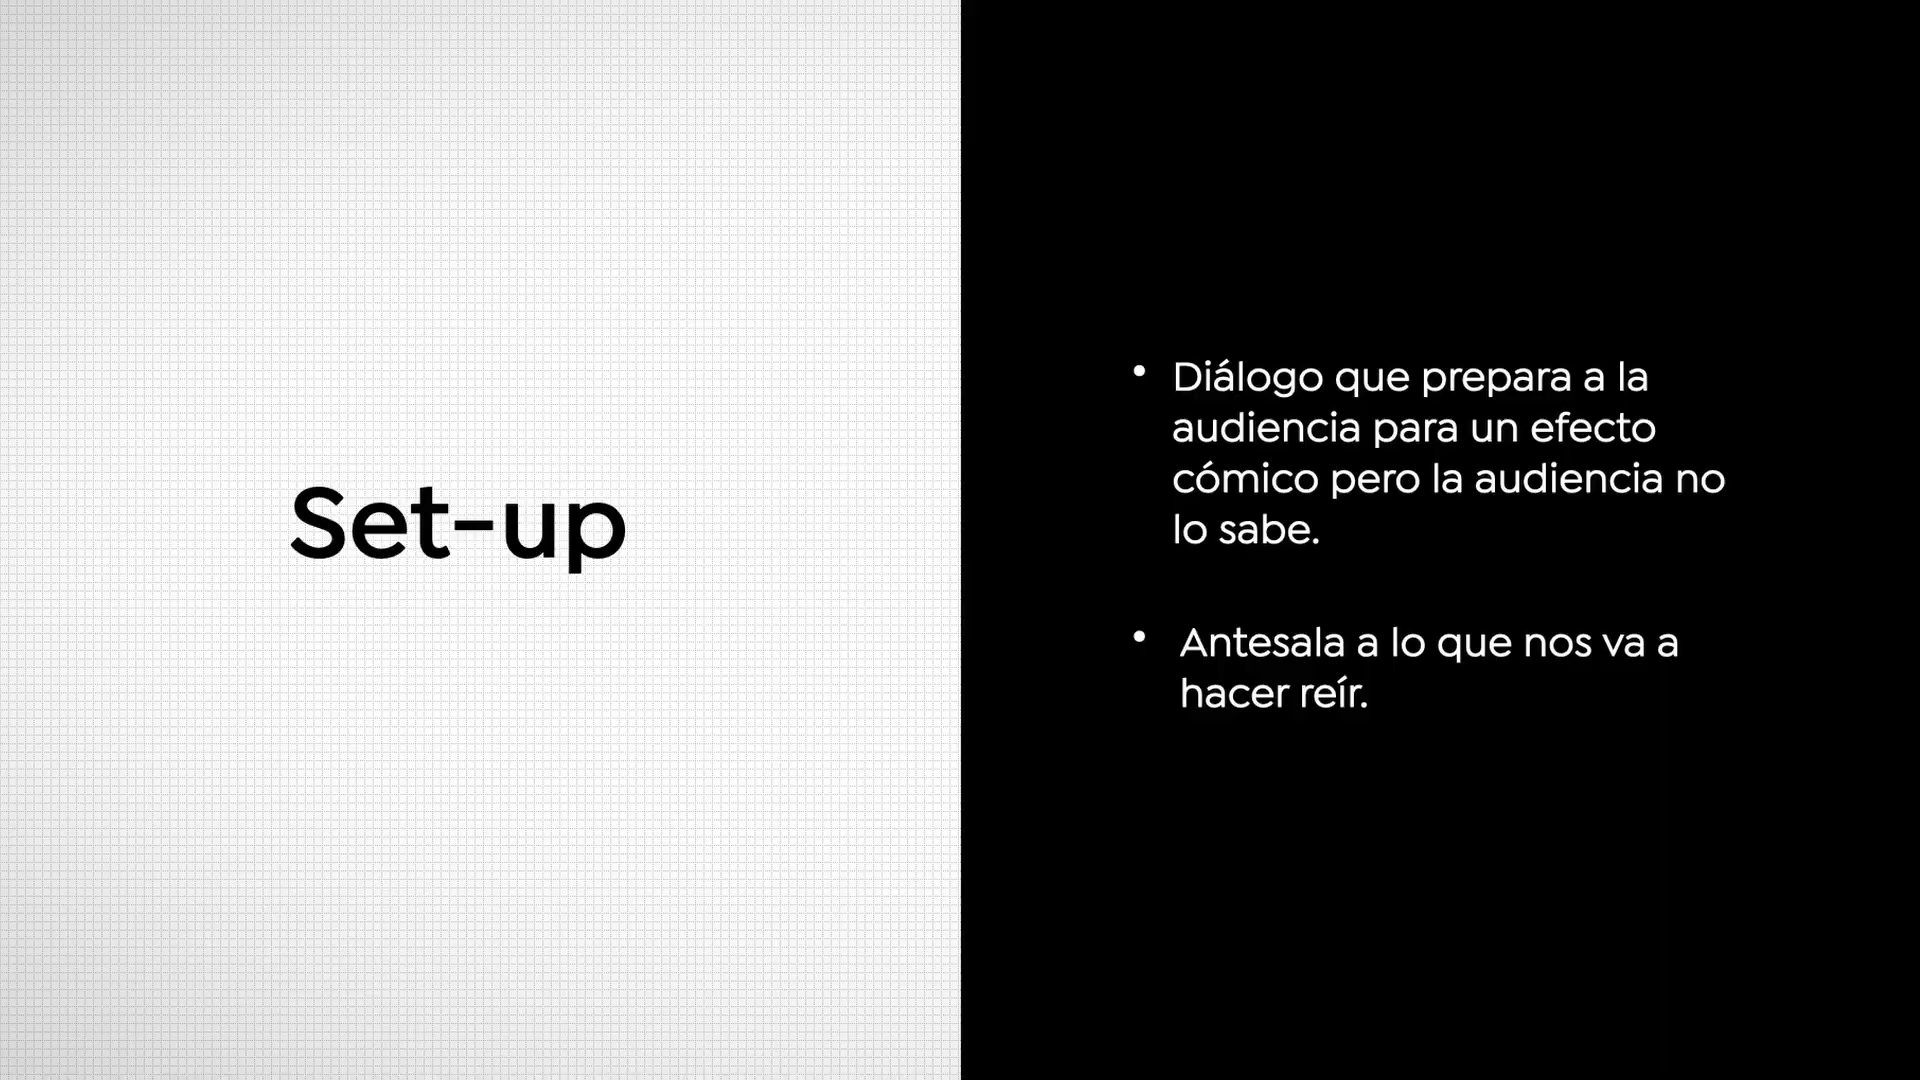 Set-up
• Diálogo que prepara a la
audiencia para un efecto
cómico pero la audiencia no
lo sabe.
• Antesala a lo que nos va a
hacer reír.